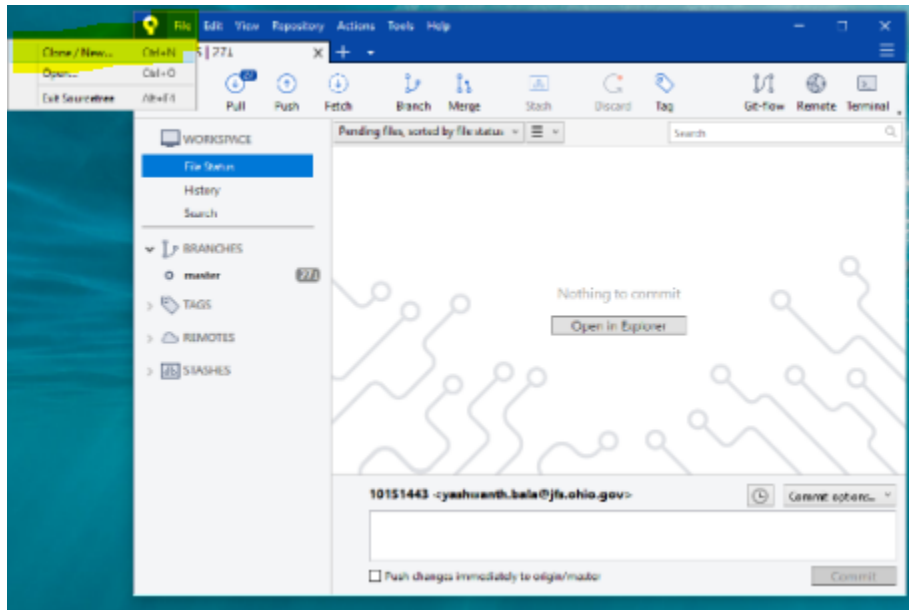 File Edit View Repository Actions Tools Help
Clone / New... Ctrl+N
271
Open... Ctrl+O
Exit Sourcetree Alt+F4
Pull Push Fetch Branch Merge Stash Discard Tag Git-flow Remote Terminal
WORKSPACE
Pending files, sorted by file status
Search
File Status
History
Search
BRANCHES
master
TAGS
REMOTES
STASHES
Nothing to commit
Open in Explorer
10151443 <yashwanth.bala@jfs.ohio.gov>
Commit options...
Push changes immediately to origin/master
Commit